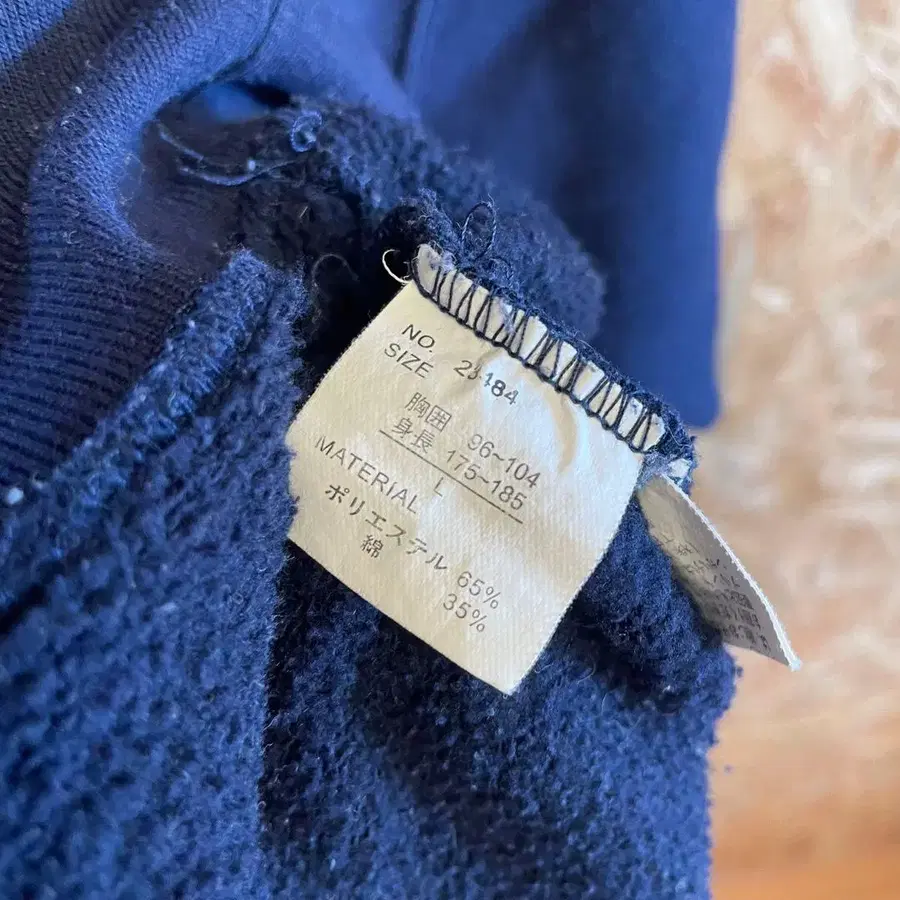 NO. 23484
SIZE
胸囲 96~104
身長 175~185
L
MATERIAL
ポリエステル 65%
綿 35%